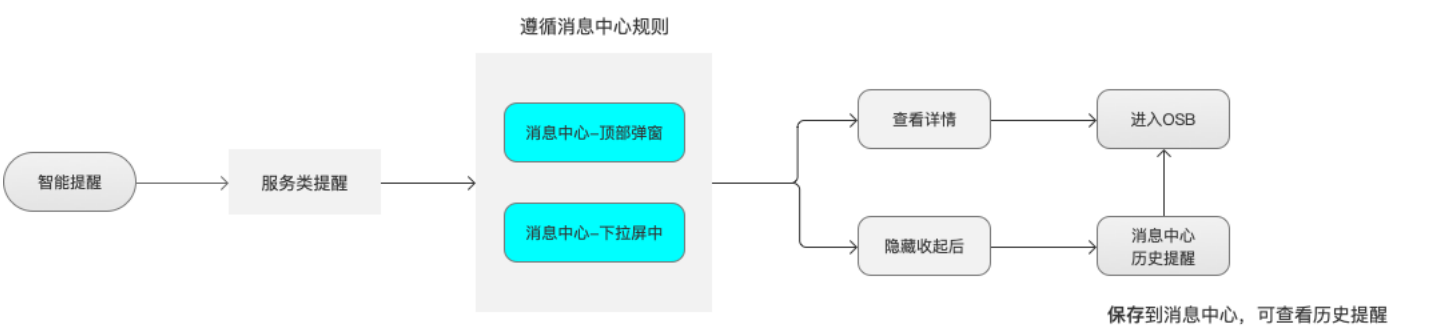 遵循消息中心规则
智能提醒
服务类提醒
消息中心-顶部弹窗
消息中心-下拉屏中
查看详情
进入OSB
隐藏收起后
消息中心
历史提醒
保存到消息中心，可查看历史提醒